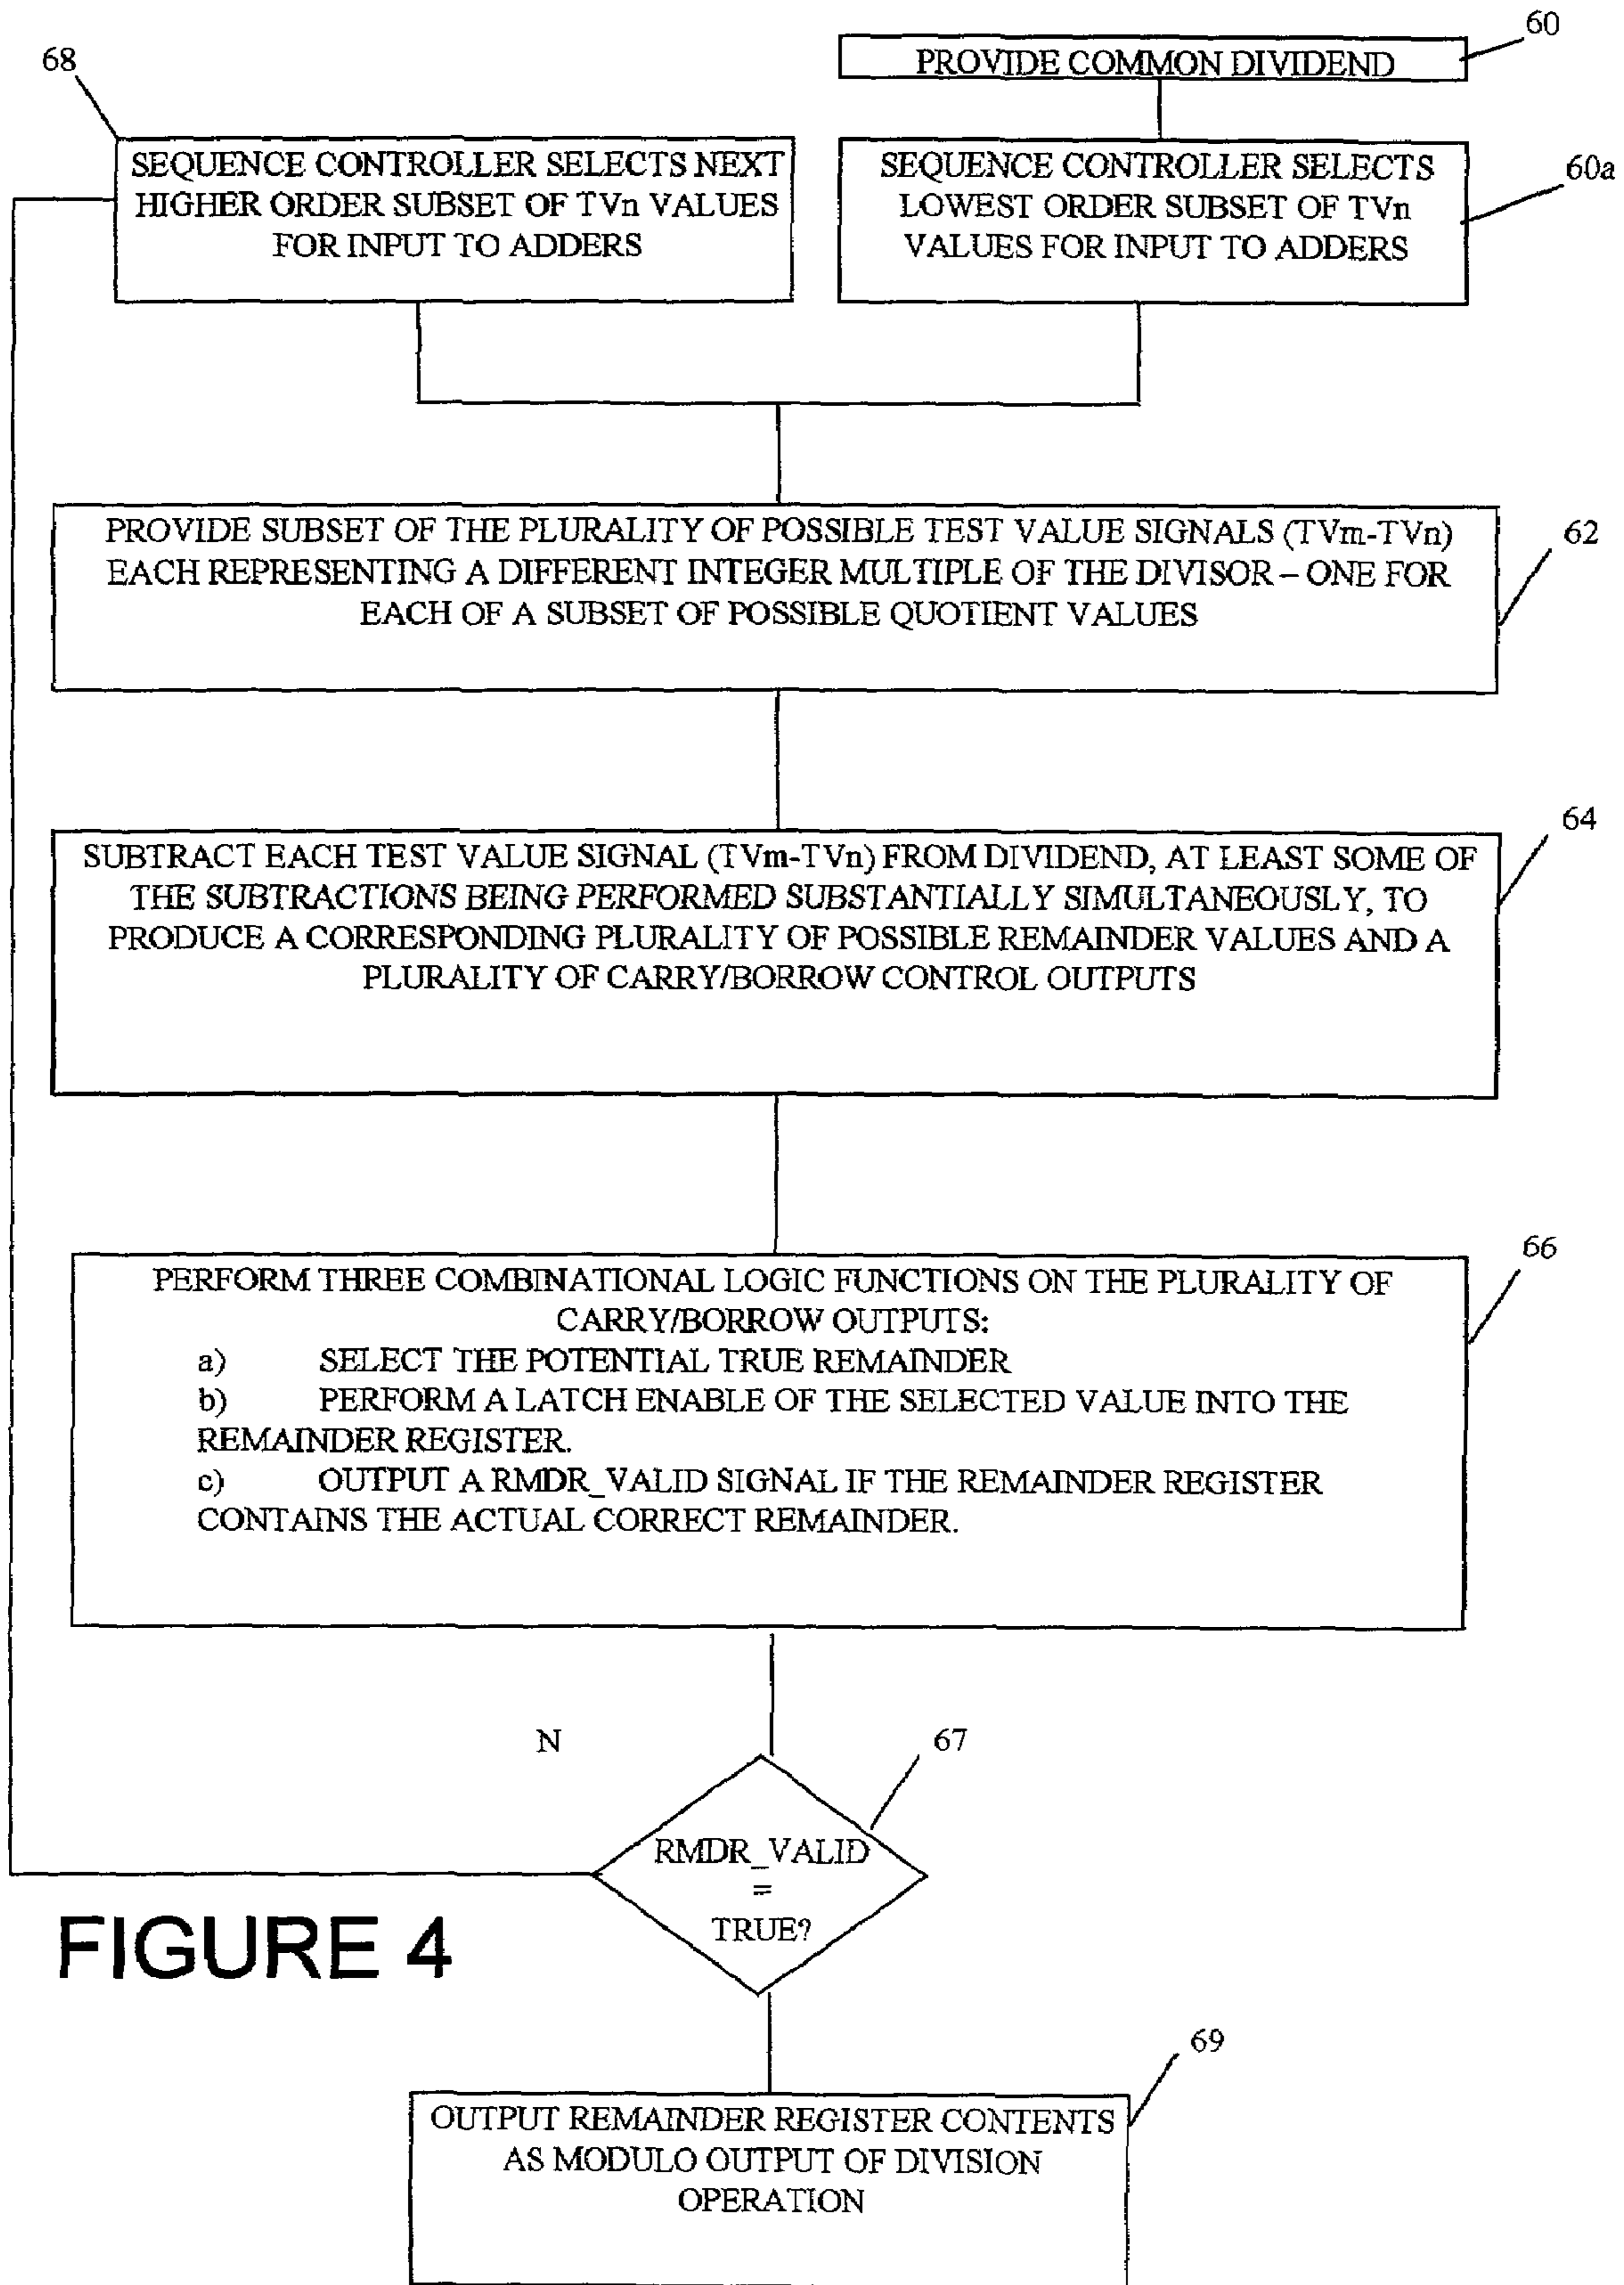 60
PROVIDE COMMON DIVIDEND
68
SEQUENCE CONTROLLER SELECTS NEXT
HIGHER ORDER SUBSET OF TVn VALUES
FOR INPUT TO ADDERS
SEQUENCE CONTROLLER SELECTS
LOWEST ORDER SUBSET OF TVn
VALUES FOR INPUT TO ADDERS
60a
PROVIDE SUBSET OF THE PLURALITY OF POSSIBLE TEST VALUE SIGNALS (TVm-TVn)
EACH REPRESENTING A DIFFERENT INTEGER MULTIPLE OF THE DIVISOR – ONE FOR
EACH OF A SUBSET OF POSSIBLE QUOTIENT VALUES
62
SUBTRACT EACH TEST VALUE SIGNAL (TVm-TVn) FROM DIVIDEND, AT LEAST SOME OF
THE SUBTRACTIONS BEING PERFORMED SUBSTANTIALLY SIMULTANEOUSLY, TO
PRODUCE A CORRESPONDING PLURALITY OF POSSIBLE REMAINDER VALUES AND A
PLURALITY OF CARRY/BORROW CONTROL OUTPUTS
64
PERFORM THREE COMBINATIONAL LOGIC FUNCTIONS ON THE PLURALITY OF
CARRY/BORROW OUTPUTS:
a) SELECT THE POTENTIAL TRUE REMAINDER
b) PERFORM A LATCH ENABLE OF THE SELECTED VALUE INTO THE
REMAINDER REGISTER.
c) OUTPUT A RMDR_VALID SIGNAL IF THE REMAINDER REGISTER
CONTAINS THE ACTUAL CORRECT REMAINDER.
66
N
67
RMDR_VALID
=
TRUE?
FIGURE 4
69
OUTPUT REMAINDER REGISTER CONTENTS
AS MODULO OUTPUT OF DIVISION
OPERATION